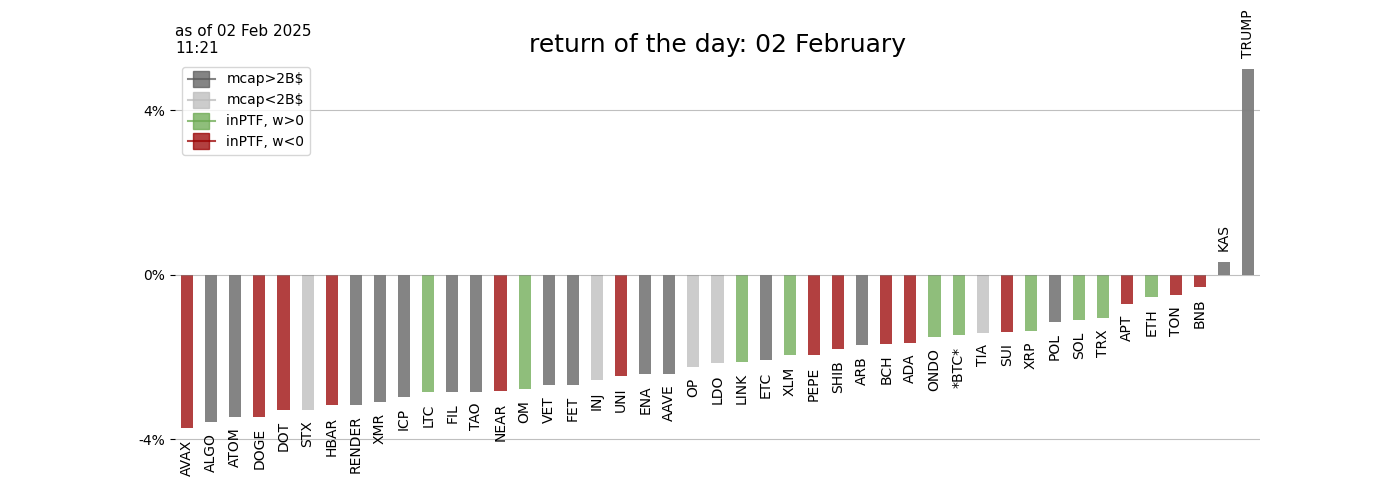 as of 02 Feb 2025
11:21
return of the day: 02 February
mcap>2B$
mcap<2B$
inPTF, w>0
inPTF, w<0
4%
0%
-4%
AVAX
ALGO
ATOM
DOGE
DOT
STX
HBAR
RENDER
XMR
ICP
LTC
FIL
TAO
NEAR
OM
VET
FET
INJ
UNI
ENA
AAVE
OP
LDO
LINK
ETC
XLM
PEPE
SHIB
ARB
BCH
ADA
ONDO
*BTC*
TIA
SUI
XRP
POL
SOL
TRX
APT
ETH
TON
BNB
KAS
TRUMP